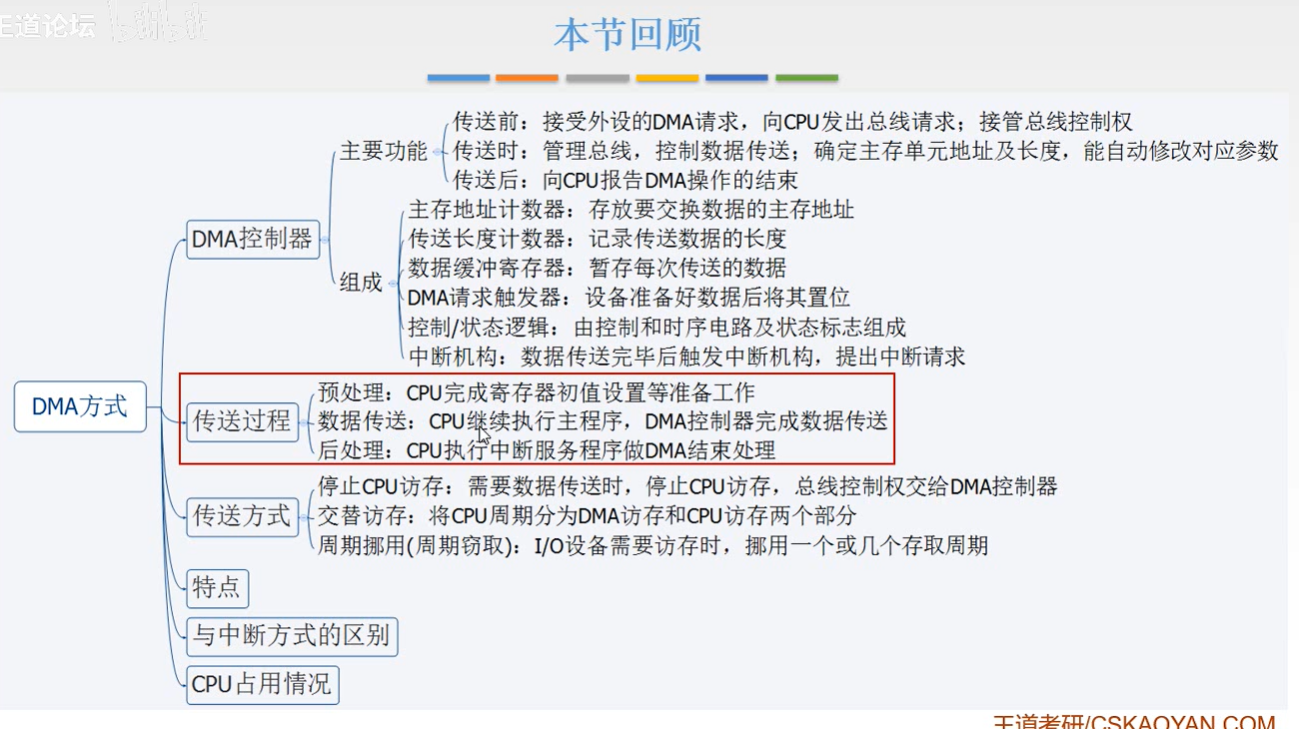 王道论坛 bilibili
本节回顾
传送前：接受外设的DMA请求，向CPU发出总线请求；接管总线控制权
主要功能
传送时：管理总线，控制数据传送；确定主存单元地址及长度，能自动修改对应参数
传送后：向CPU报告DMA操作的结束
DMA控制器
主存地址计数器：存放要交换数据的主存地址
传送长度计数器：记录传送数据的长度
数据缓冲寄存器：暂存每次传送的数据
组成
DMA请求触发器：设备准备好数据后将其置位
控制/状态逻辑：由控制和时序电路及状态标志组成
中断机构：数据传送完毕后触发中断机构，提出中断请求
DMA方式
预处理：CPU完成寄存器初值设置等准备工作
传送过程
数据传送：CPU继续执行主程序，DMA控制器完成数据传送
后处理：CPU执行中断服务程序做DMA结束处理
停止CPU访存：需要数据传送时，停止CPU访存，总线控制权交给DMA控制器
传送方式
交替访存：将CPU周期分为DMA访存和CPU访存两个部分
周期挪用(周期窃取)：I/O设备需要访存时，挪用一个或几个存取周期
特点
与中断方式的区别
CPU占用情况
王道考研/CSKAOYAN.COM